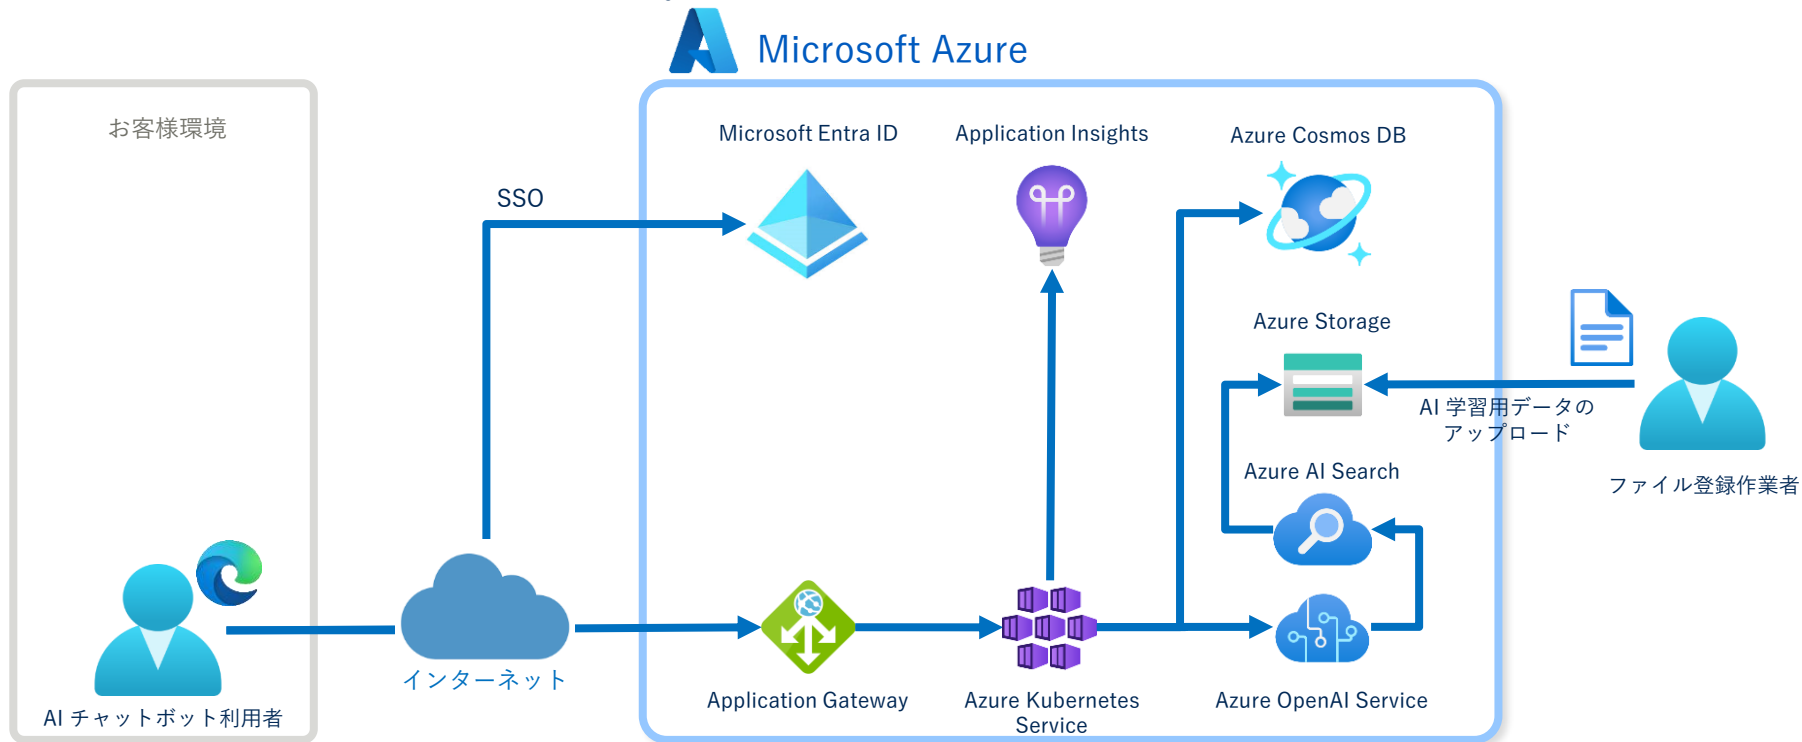 Microsoft Azure
お客様環境
Microsoft Entra ID
Application Insights
Azure Cosmos DB
SSO
Azure Storage
AI 学習用データの
アップロード
Azure AI Search
ファイル登録作業者
インターネット
AI チャットボット利用者
Application Gateway
Azure Kubernetes
Service
Azure OpenAI Service